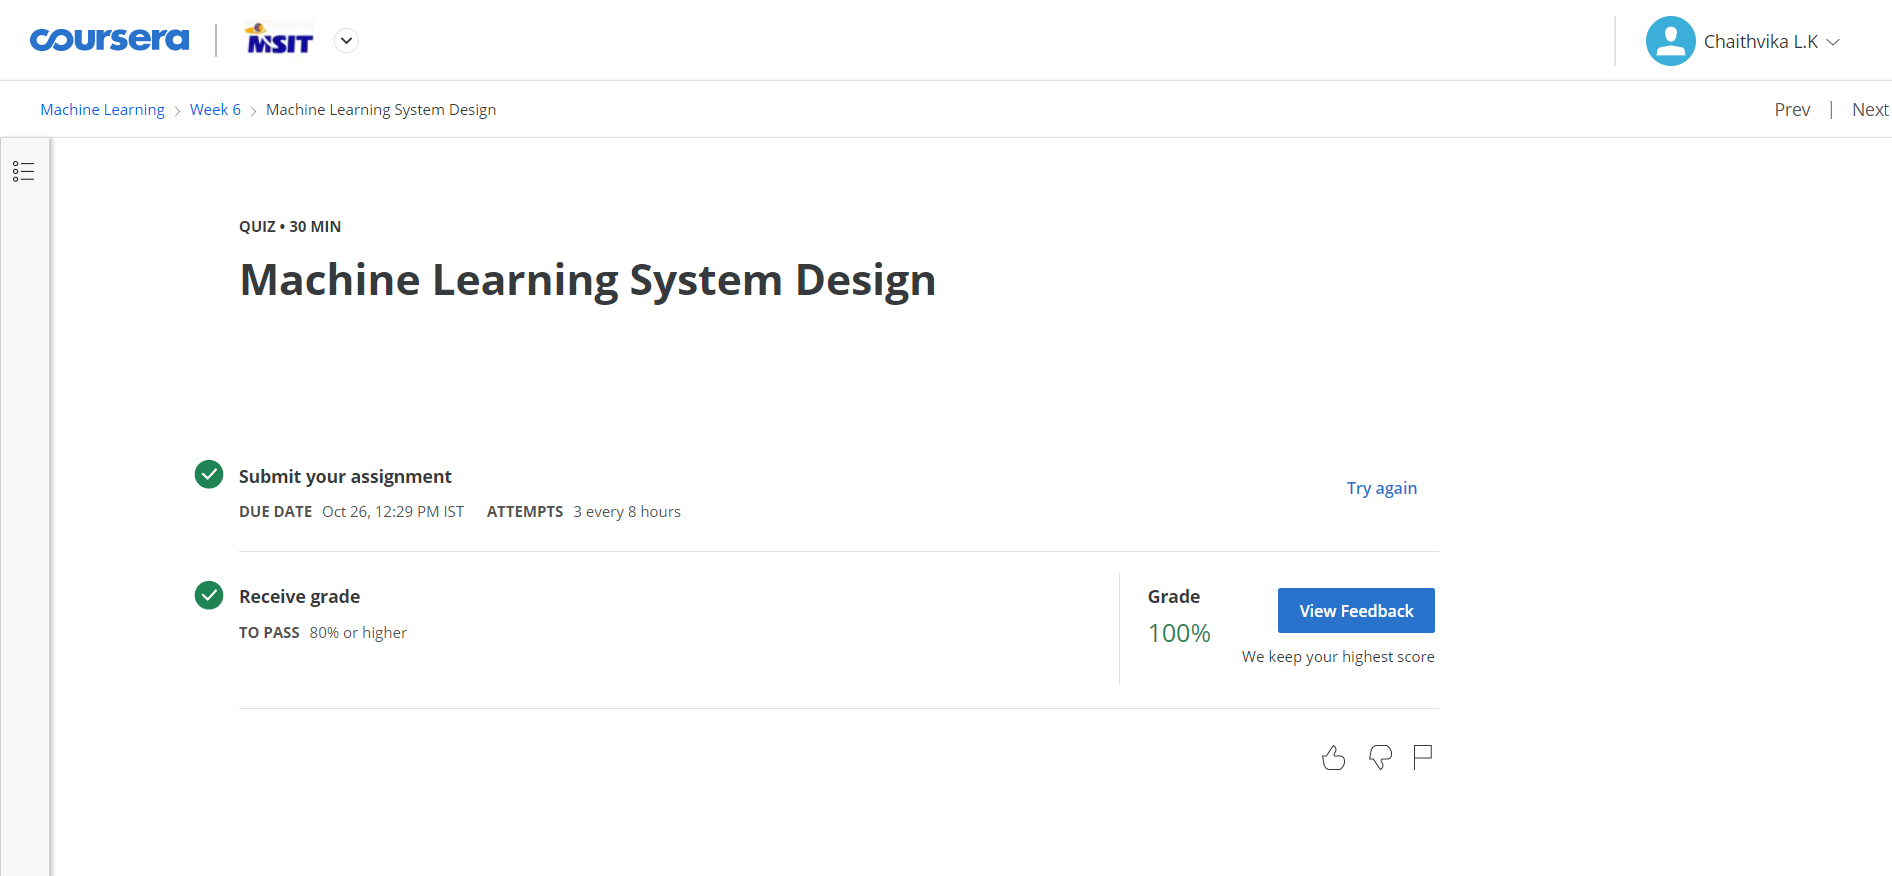 coursera | MSIT
Chaithvika L.K
Machine Learning > Week 6 > Machine Learning System Design
Prev | Next
QUIZ • 30 MIN
Machine Learning System Design
Submit your assignment
DUE DATE Oct 26, 12:29 PM IST ATTEMPTS 3 every 8 hours
Try again
Receive grade
TO PASS 80% or higher
Grade
100%
View Feedback
We keep your highest score